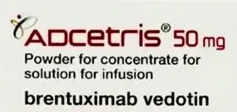 ADCETRIS® 50 mg
Powder for concentrate for
solution for infusion
brentuximab vedotin